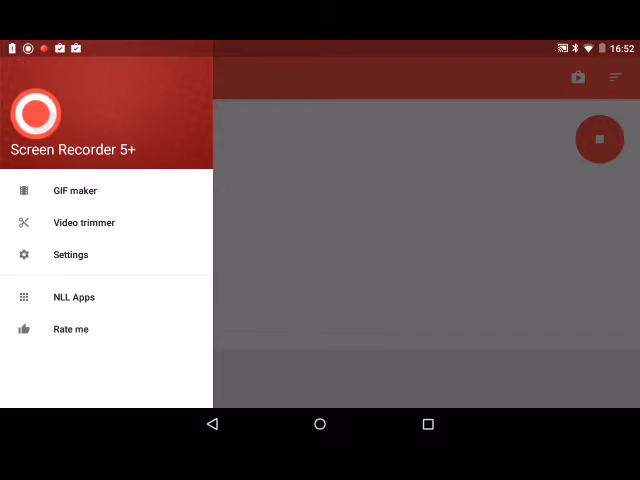 16:52
Screen Recorder 5+
GIF maker
Video trimmer
Settings
NLL Apps
Rate me